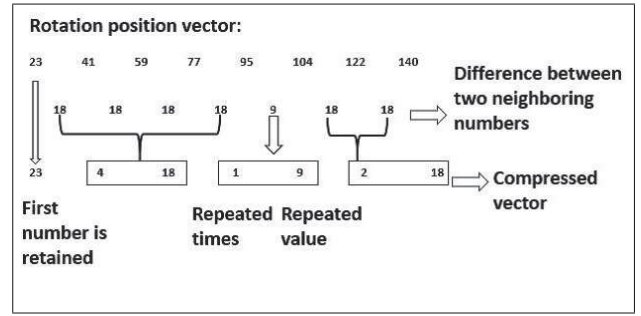 Rotation position vector:
23 41 59 77 95 104 122 140
Difference between
two neighboring
numbers
18 18 18 18 9 18 18
23 4 18 1 9 2 18
Compressed
vector
First
number is
retained
Repeated Repeated
times value